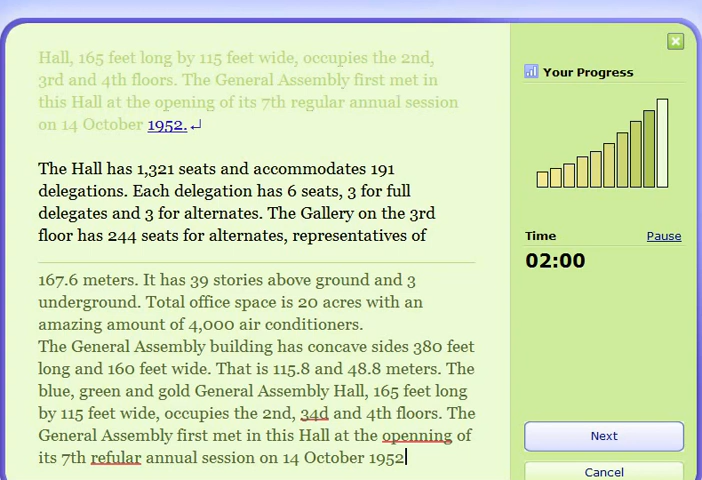 Hall, 165 feet long by 115 feet wide, occupies the 2nd,
3rd and 4th floors. The General Assembly first met in
this Hall at the opening of its 7th regular annual session
on 14 October 1952.↵
The Hall has 1,321 seats and accommodates 191
delegations. Each delegation has 6 seats, 3 for full
delegates and 3 for alternates. The Gallery on the 3rd
floor has 244 seats for alternates, representatives of
167.6 meters. It has 39 stories above ground and 3
underground. Total office space is 20 acres with an
amazing amount of 4,000 air conditioners.
The General Assembly building has concave sides 380 feet
long and 160 feet wide. That is 115.8 and 48.8 meters. The
blue, green and gold General Assembly Hall, 165 feet long
by 115 feet wide, occupies the 2nd, 34d and 4th floors. The
General Assembly first met in this Hall at the openning of
its 7th refular annual session on 14 October 1952
Your Progress
Time Pause
02:00
Next
Cancel